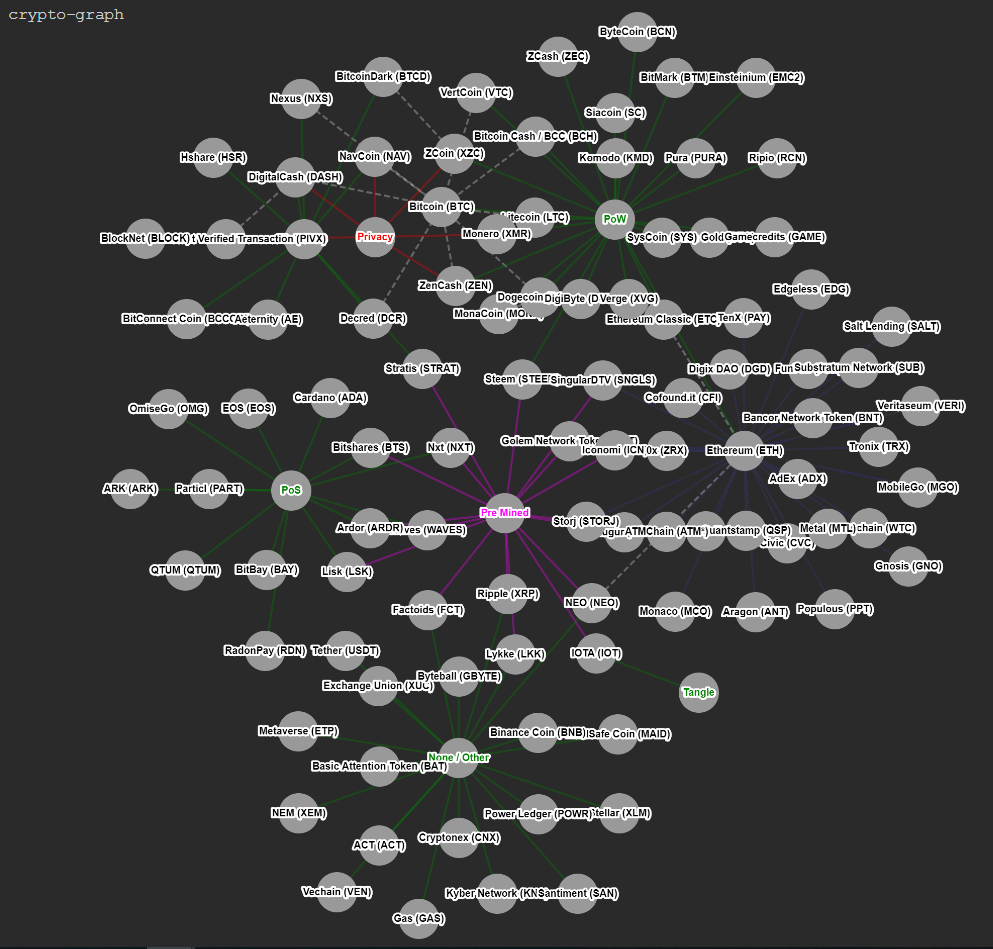 crypto-graph
ByteCoin (BCN)
ZCash (ZEC)
BitcoinDark (BTCD)
BitMark (BTM)
Einsteinium (EMC2)
VertCoin (VTC)
Nexus (NXS)
Siacoin (SC)
Bitcoin Cash / BCC (BCH)
Hshare (HSR)
NavCoin (NAV)
ZCoin (XZC)
Komodo (KMD)
Pura (PURA)
Ripio (RCN)
DigitalCash (DASH)
Bitcoin (BTC)
Litecoin (LTC)
PoW
BlockNet (BLOCK)
Verified Transaction (PIVX)
Privacy
Monero (XMR)
SysCoin (SYS)
Gold
Gamecredits (GAME)
ZenCash (ZEN)
Edgeless (EDG)
Dogecoin
DigiByte (D
Verge (XVG)
BitConnect Coin (BCC
Aeternity (AE)
Decred (DCR)
MonaCoin (MON
Ethereum Classic (ETC
TenX (PAY)
Salt Lending (SALT)
Stratis (STRAT)
Steem (STEE
SingularDTV (SNGLS)
Digix DAO (DGD)
Fun
Substratum Network (SUB)
OmiseGo (OMG)
EOS (EOS)
Cardano (ADA)
Cofound.it (CFI)
Bancor Network Token (BNT)
Veritaseum (VERI)
Bitshares (BTS)
Nxt (NXT)
Golem Network Tok
Iconomi (ICN
0x (ZRX)
Ethereum (ETH)
Tronix (TRX)
ARK (ARK)
Particl (PART)
PoS
AdEx (ADX)
MobileGo (MGO)
Pre Mined
Ardor (ARDR)
ves (WAVES)
Storj (STORJ)
ugur
ATMChain (ATM*
uantstamp (QSP)
Civic (CVC)
Metal (MTL)
chain (WTC)
QTUM (QTUM)
BitBay (BAY)
Lisk (LSK)
Gnosis (GNO)
Factoids (FCT)
Ripple (XRP)
NEO (NEO)
Monaco (MCO)
Aragon (ANT)
Populous (PPT)
RadonPay (RDN)
Tether (USDT)
Lykke (LKK)
IOTA (IOT)
Exchange Union (XUC)
Byteball (GBYTE)
Tangle
Metaverse (ETP)
Binance Coin (BNB)
Safe Coin (MAID)
None / Other
Basic Attention Token (BAT)
NEM (XEM)
Power Ledger (POWR)
Stellar (XLM)
ACT (ACT)
Cryptonex (CNX)
Vechain (VEN)
Kyber Network (KN
Santiment (SAN)
Gas (GAS)